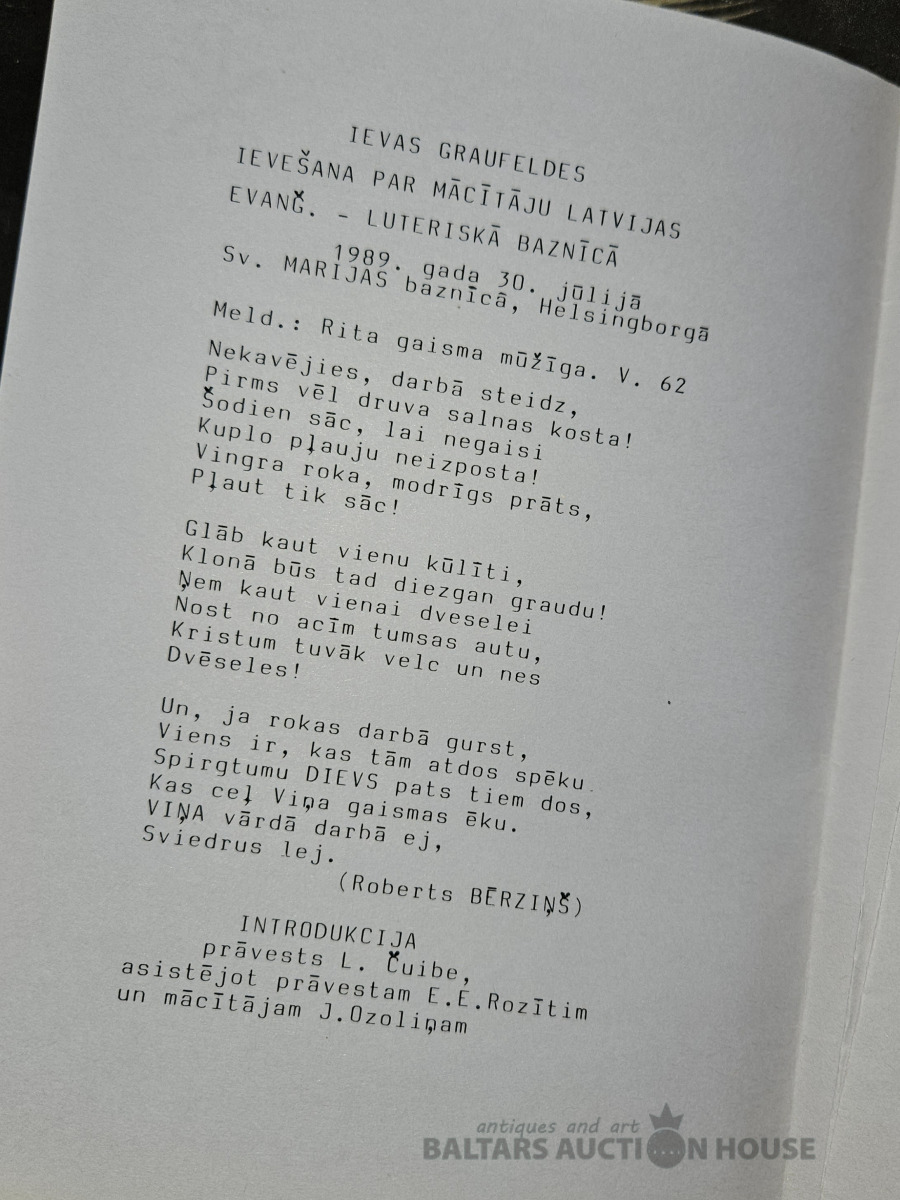 IEVAS GRAUFELDES
IEVEŠANA PAR MĀCĪTĀJU LATVIJAS
EVANĞ. - LUTERISKĀ BAZNĪCĀ
1989. gada 30. jūlijā
Sv. MARIJAS baznīcā, Helsingborgā
Meld.: Rita gaisma mūžīga. V. 62
Nekavējies, darbā steidz,
Pirms vēl druva salnas kosta!
Šodien sāc, lai negaisi
Kuplo pļauju neizposta!
Vingra roka, modrīgs prāts,
Pļaut tik sāc!
Glāb kaut vienu kūlīti,
Klonā būs tad diezgan graudu!
Ņem kaut vienai dveselei
Nost no acīm tumsas autu,
Kristum tuvāk velc un nes
Dvēseles!
Un, ja rokas darbā gurst,
Viens ir, kas tām atdos spēku.
Spirgtumu DIEVS pats tiem dos,
Kas ceļ Viņa gaismas ēku.
VIŅA vārdā darbā ej,
Sviedrus lej.
(Roberts BĒRZIŅŠ)
INTRODUKCIJA
prāvests L. Čuibe,
asistējot prāvestam E.E.Rozītim
un mācītājam J.Ozoliņam
antiques and art
BALTARS AUCTION HOUSE